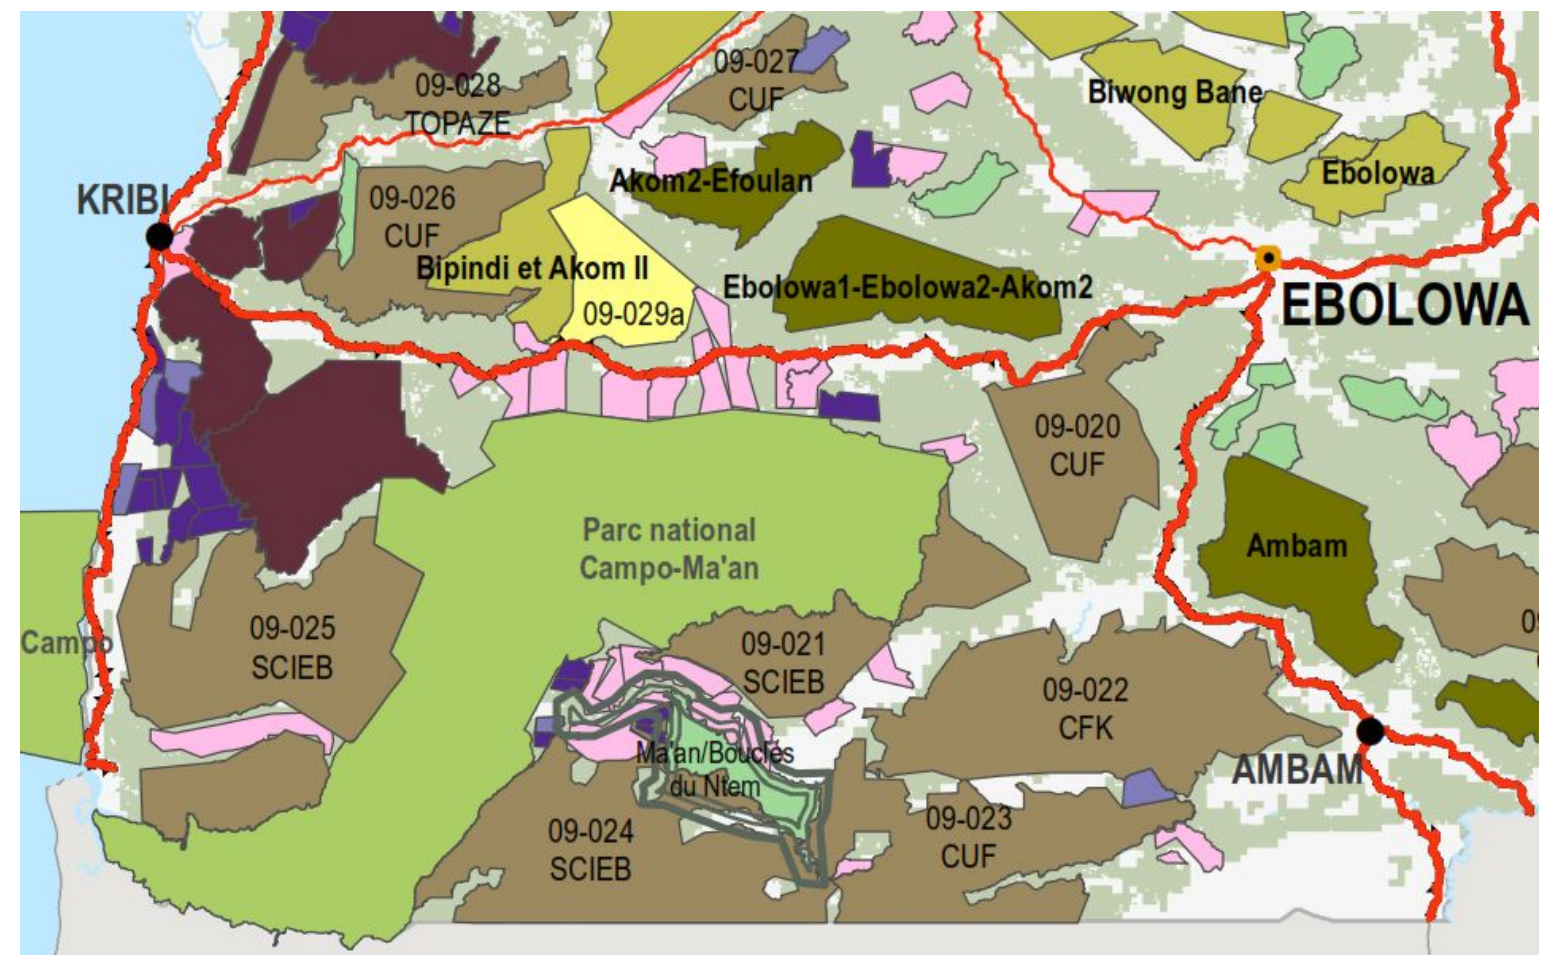 09-028
TOPAZE
09-027
CUF
Biwong Bane
Ebolowa
KRIBI
09-026
CUF
Akom2-Efoulan
Bipindi et Akom II
09-029a
Ebolowa1-Ebolowa2-Akom2
EBOLOWA
09-020
CUF
Parc national
Campo-Ma'an
Ambam
Campo
09-025
SCIEB
09-021
SCIEB
09-022
CFK
AMBAM
Ma'an/Boucles
du Ntem
09-024
SCIEB
09-023
CUF